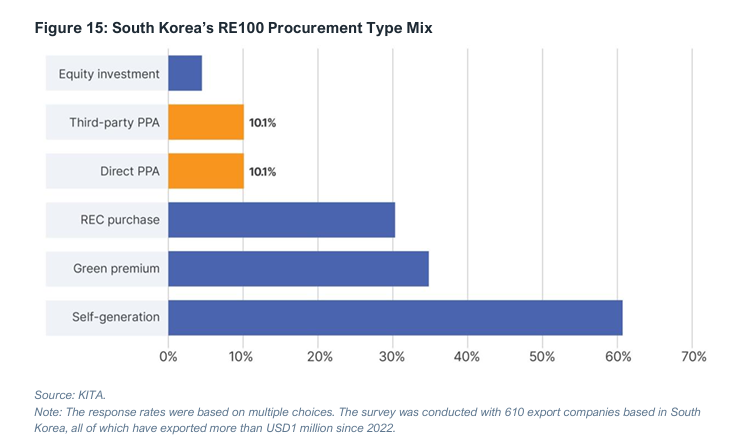 Figure 15: South Korea’s RE100 Procurement Type Mix
Equity investment
Third-party PPA 10.1%
Direct PPA 10.1%
REC purchase
Green premium
Self-generation
0% 10% 20% 30% 40% 50% 60% 70%
Source: KITA.
Note: The response rates were based on multiple choices. The survey was conducted with 610 export companies based in South
Korea, all of which have exported more than USD1 million since 2022.